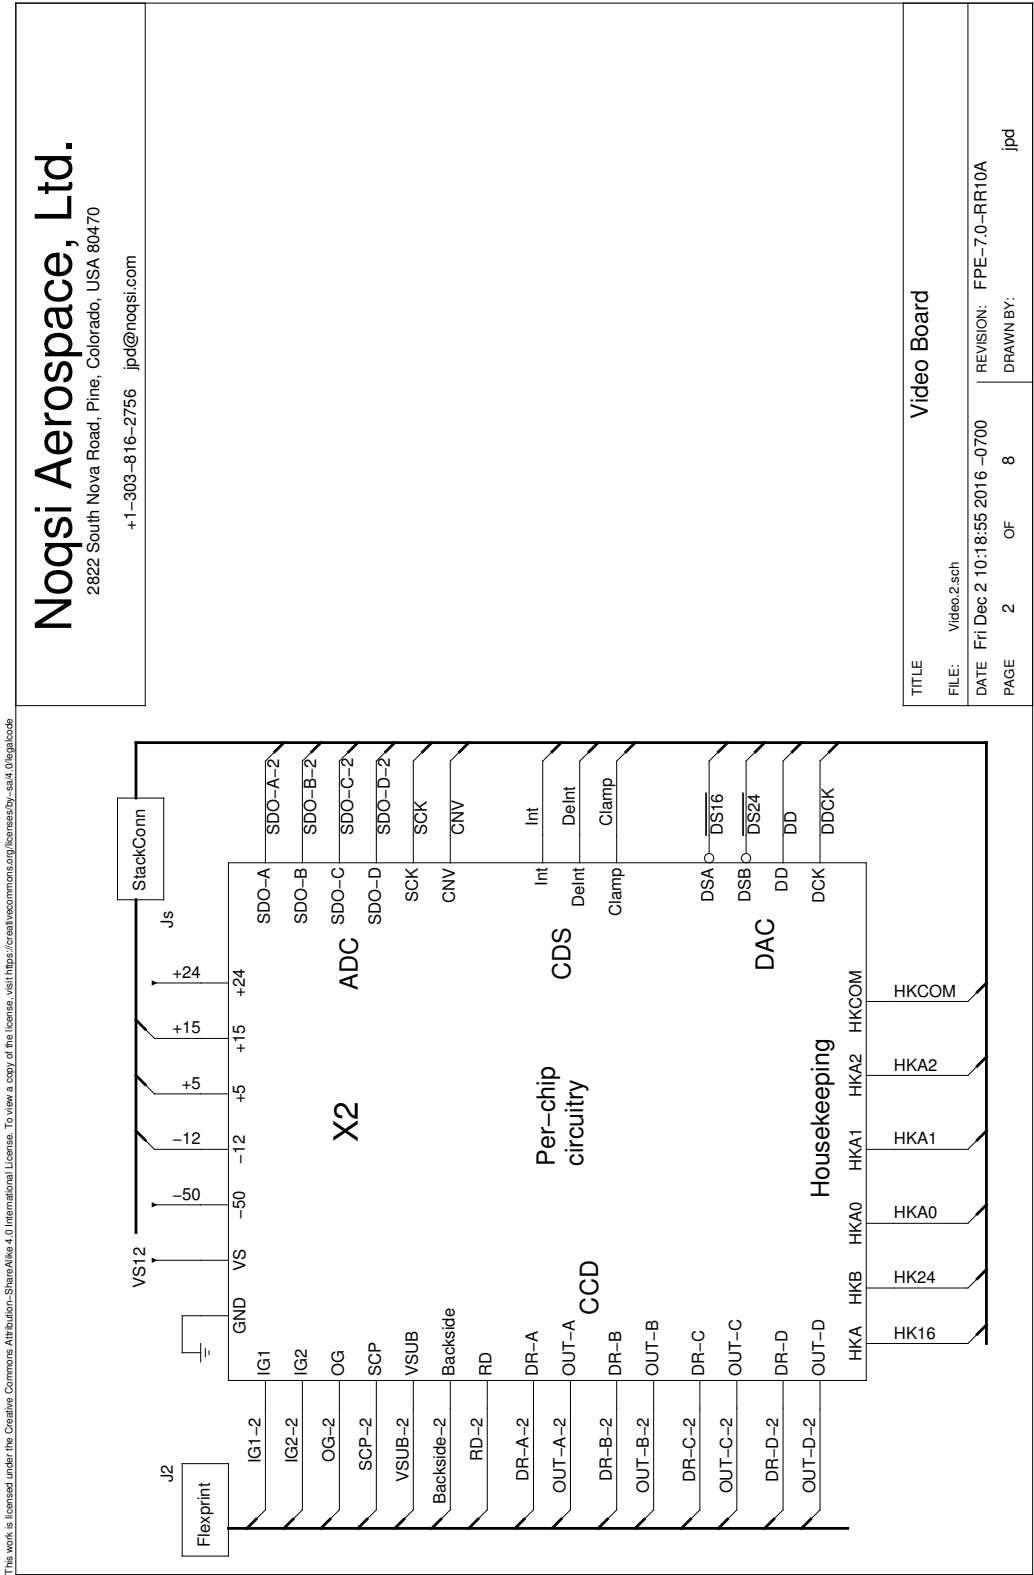 This work is licensed under the Creative Commons Attribution−ShareAlike 4.0 International License. To view a copy of the license, visit https://creativecommons.org/licenses/by−sa/4.0/legalcode
Noqsi Aerospace, Ltd.
2822 South Nova Road, Pine, Colorado, USA 80470
+1−303−816−2756 jpd@noqsi.com
J2
Flexprint
Js
StackConn
VS12
−50
−12
+5
+15
+24
GND
VS
−50
−12
+5
+15
+24
IG1−2
IG1
SDO−A
SDO−A−2
IG2−2
IG2
SDO−B
SDO−B−2
OG−2
OG
SDO−C
SDO−C−2
SCP−2
SCP
SDO−D
SDO−D−2
VSUB−2
VSUB
SCK
SCK
Backside−2
Backside
CNV
CNV
RD−2
RD
X2
ADC
DR−A−2
DR−A
Int
Int
OUT−A−2
OUT−A
DeInt
DeInt
DR−B−2
DR−B
Clamp
Clamp
OUT−B−2
OUT−B
CCD
Per−chip
circuitry
CDS
DR−C−2
DR−C
DSA
DS16
OUT−C−2
OUT−C
DSB
DS24
DR−D−2
DR−D
DD
DD
OUT−D−2
OUT−D
DCK
DDCK
DAC
Housekeeping
HKA
HKB
HKA0
HKA1
HKA2
HKCOM
HK16
HK24
HKA0
HKA1
HKA2
HKCOM
TITLE
Video Board
FILE: Video.2.sch
DATE Fri Dec 2 10:18:55 2016 −0700
REVISION: FPE−7.0−RR10A
PAGE 2 OF 8
DRAWN BY: jpd